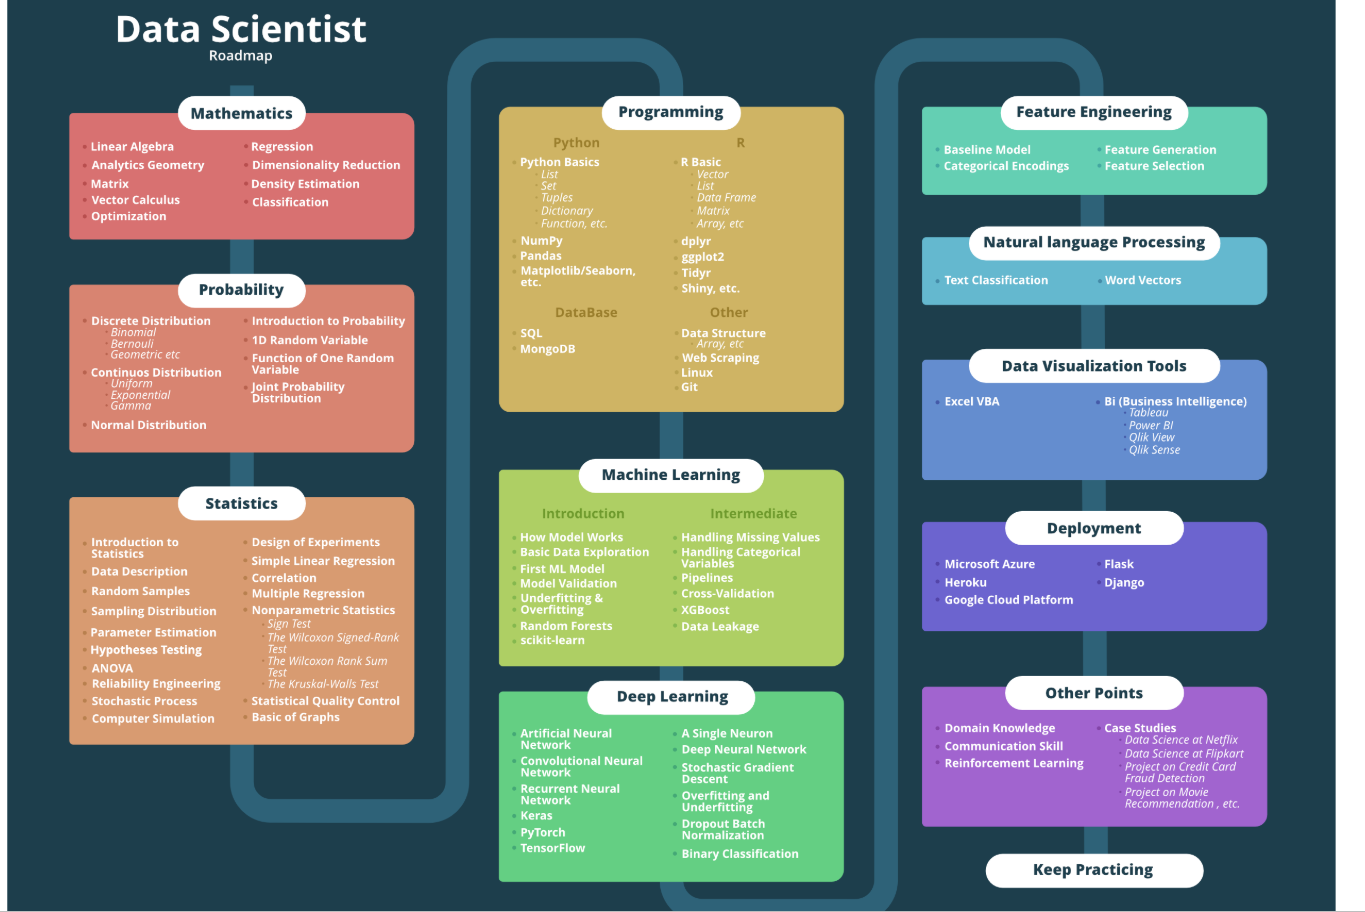 Data Scientist
Roadmap
Mathematics
Linear Algebra
Analytics Geometry
Matrix
Vector Calculus
Optimization
Regression
Dimensionality Reduction
Density Estimation
Classification
Probability
Discrete Distribution
Binomial
Bernouli
Geometric etc
Continuos Distribution
Uniform
Exponential
Gamma
Normal Distribution
Introduction to Probability
1D Random Variable
Function of One Random
Variable
Joint Probability
Distribution
Statistics
Introduction to
Statistics
Data Description
Random Samples
Sampling Distribution
Parameter Estimation
Hypotheses Testing
ANOVA
Reliability Engineering
Stochastic Process
Computer Simulation
Design of Experiments
Simple Linear Regression
Correlation
Multiple Regression
Nonparametric Statistics
Sign Test
The Wilcoxon Signed-Rank
Test
The Wilcoxon Rank Sum
Test
The Kruskal-Walls Test
Statistical Quality Control
Basic of Graphs
Programming
Python
Python Basics
List
Set
Tuples
Dictionary
Function, etc.
NumPy
Pandas
Matplotlib/Seaborn,
etc.
R
R Basic
Vector
List
Data Frame
Matrix
Array, etc
dplyr
ggplot2
Tidyr
Shiny, etc.
DataBase
SQL
MongoDB
Other
Data Structure
Array, etc
Web Scraping
Linux
Git
Machine Learning
Introduction
How Model Works
Basic Data Exploration
First ML Model
Model Validation
Underfitting &
Overfitting
Random Forests
scikit-learn
Intermediate
Handling Missing Values
Handling Categorical
Variables
Pipelines
Cross-Validation
XGBoost
Data Leakage
Deep Learning
Artificial Neural
Network
Convolutional Neural
Network
Recurrent Neural
Network
Keras
PyTorch
TensorFlow
A Single Neuron
Deep Neural Network
Stochastic Gradient
Descent
Overfitting and
Underfitting
Dropout Batch
Normalization
Binary Classification
Feature Engineering
Baseline Model
Categorical Encodings
Feature Generation
Feature Selection
Natural language Processing
Text Classification
Word Vectors
Data Visualization Tools
Excel VBA
Bi (Business Intelligence)
Tableau
Power BI
Qlik View
Qlik Sense
Deployment
Microsoft Azure
Heroku
Google Cloud Platform
Flask
Django
Other Points
Domain Knowledge
Communication Skill
Reinforcement Learning
Case Studies
Data Science at Netflix
Data Science at Flipkart
Project on Credit Card
Fraud Detection
Project on Movie
Recommendation , etc.
Keep Practicing